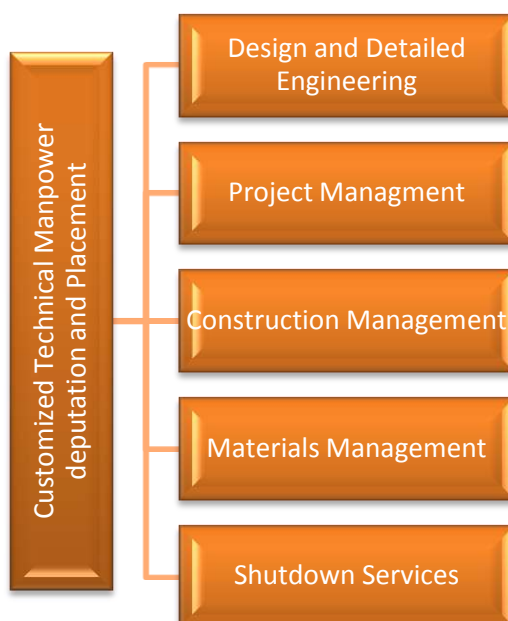 Customized Technical Manpower
deputation and Placement
Design and Detailed
Engineering
Project Managment
Construction Management
Materials Management
Shutdown Services